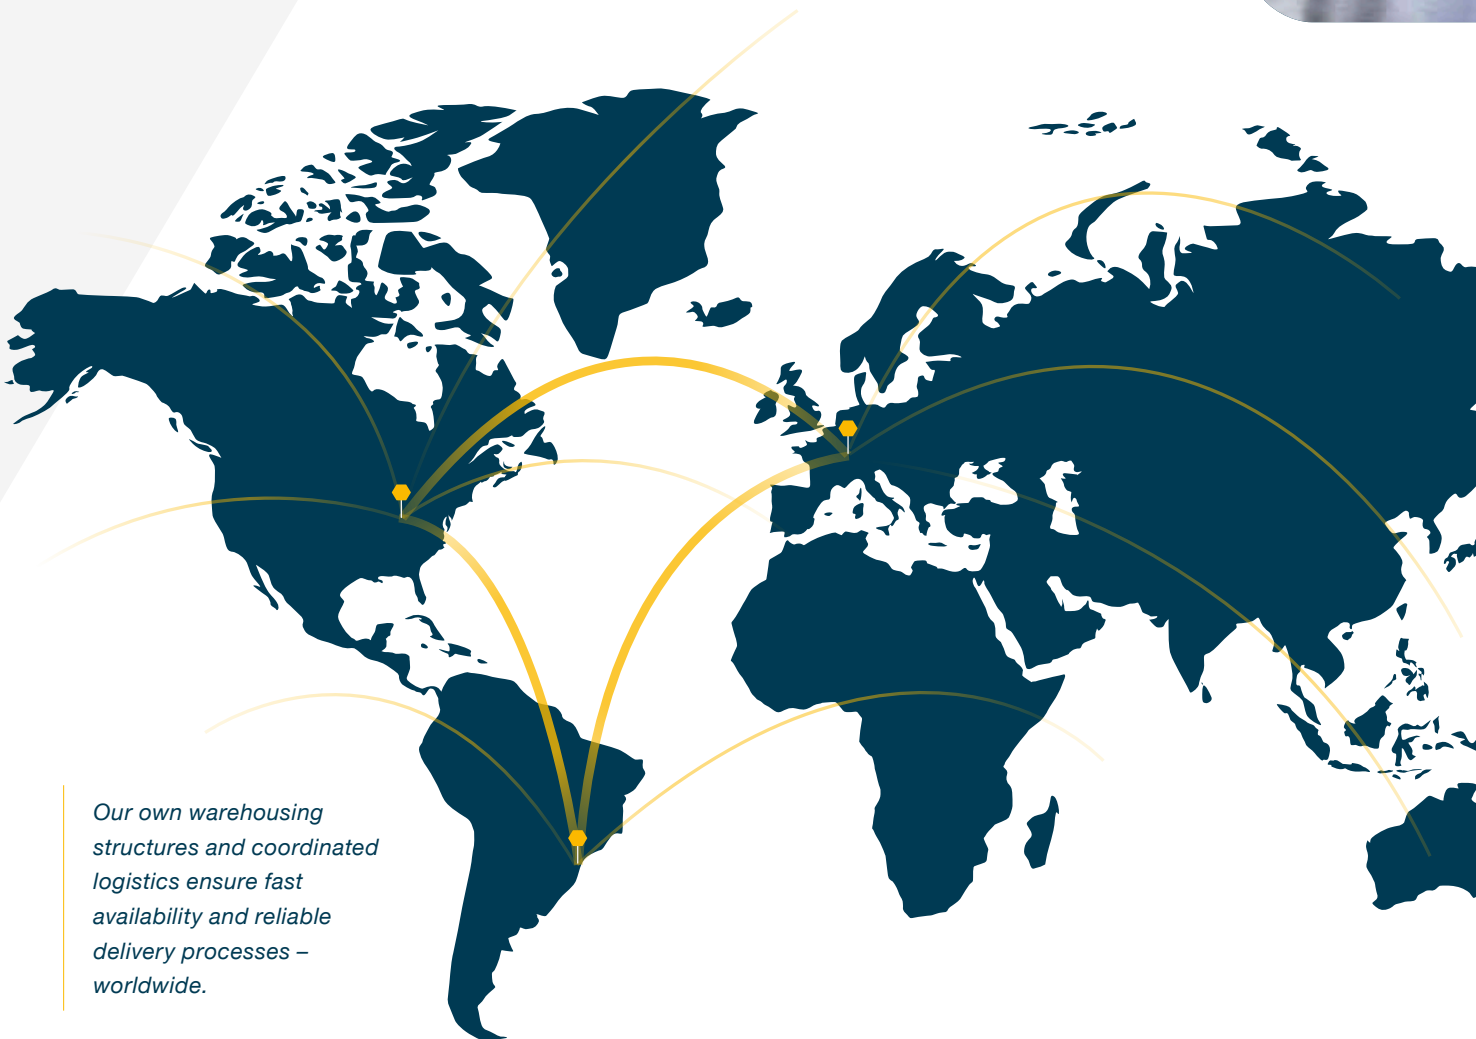 Our own warehousing
structures and coordinated
logistics ensure fast
availability and reliable
delivery processes –
worldwide.